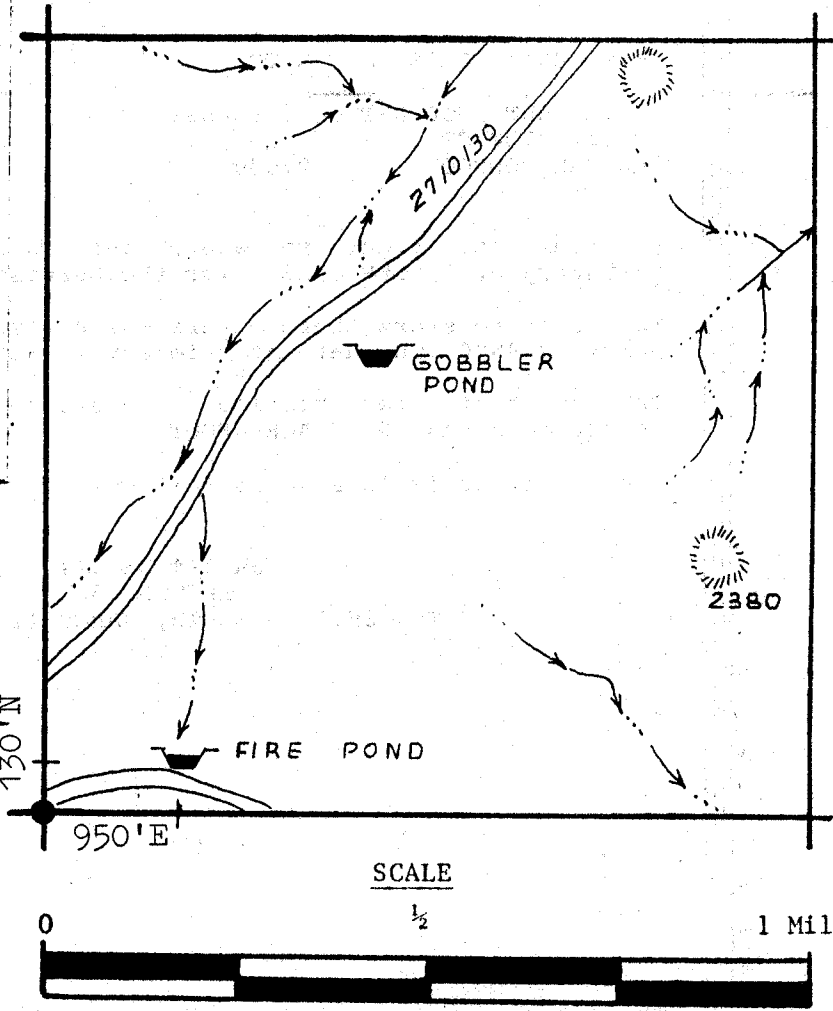 2710130
GOBBLER
POND
2380
130'N
FIRE POND
950'E
SCALE
0 ½ 1 Mil